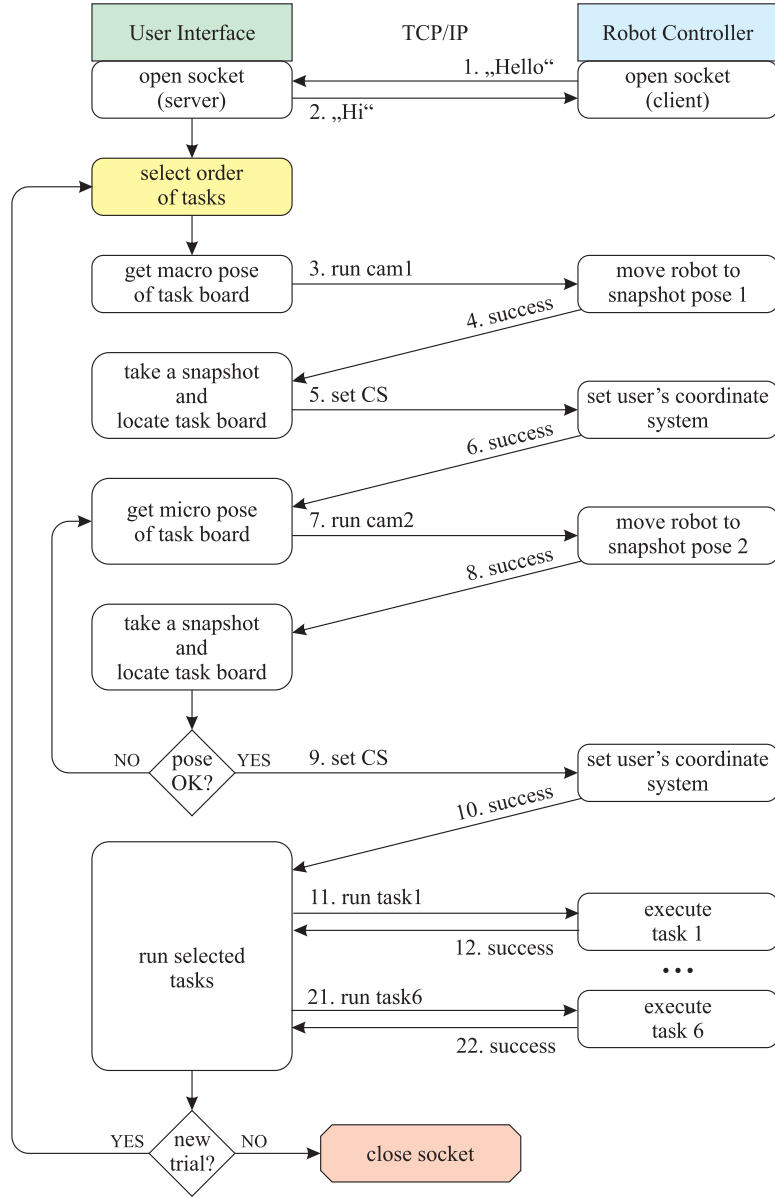 User Interface
TCP/IP
Robot Controller
open socket
(server)
1. „Hello“
2. „Hi“
open socket
(client)
select order
of tasks
get macro pose
of task board
3. run cam1
move robot to
snapshot pose 1
4. success
take a snapshot
and
locate task board
5. set CS
set user’s coordinate
system
6. success
get micro pose
of task board
7. run cam2
move robot to
snapshot pose 2
8. success
take a snapshot
and
locate task board
NO
pose
OK?
YES
9. set CS
set user’s coordinate
system
10. success
run selected
tasks
11. run task1
execute
task 1
12. success
•••
21. run task6
execute
task 6
22. success
YES
new
trial?
NO
close socket